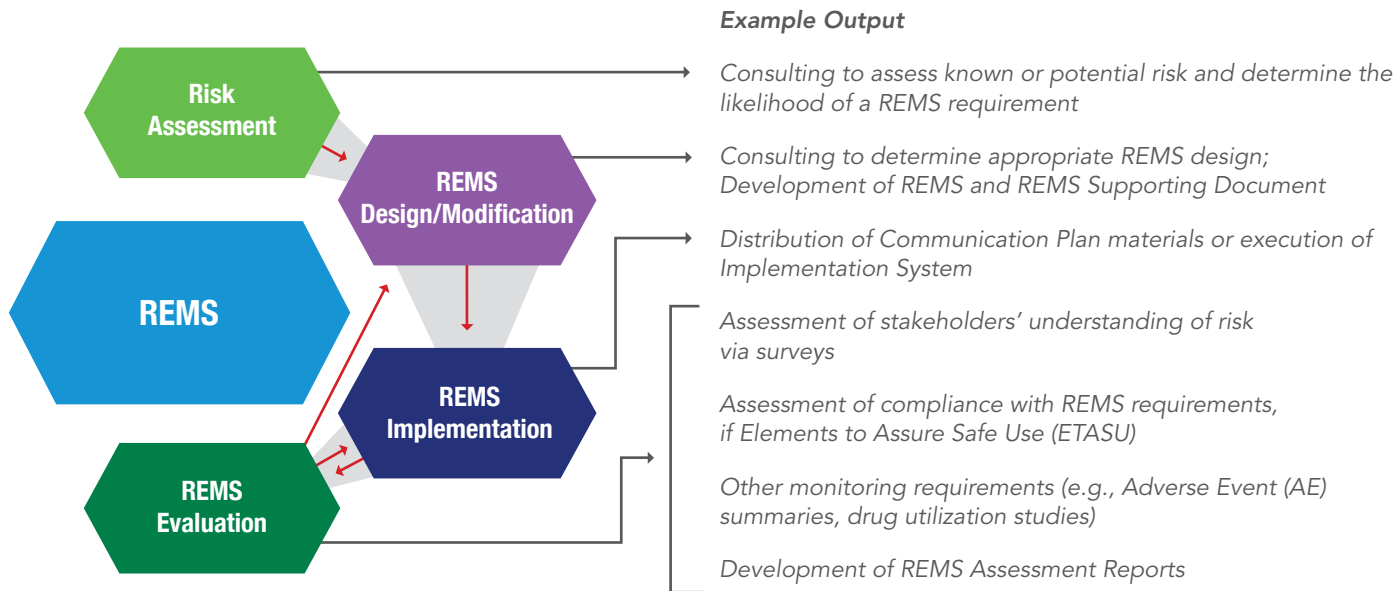 Example Output
Risk
Assessment
Consulting to assess known or potential risk and determine the
likelihood of a REMS requirement
REMS
Design/Modification
Consulting to determine appropriate REMS design;
Development of REMS and REMS Supporting Document
REMS
Distribution of Communication Plan materials or execution of
Implementation System
REMS
Implementation
Assessment of stakeholders’ understanding of risk
via surveys
Assessment of compliance with REMS requirements,
if Elements to Assure Safe Use (ETASU)
REMS
Evaluation
Other monitoring requirements (e.g., Adverse Event (AE)
summaries, drug utilization studies)
Development of REMS Assessment Reports